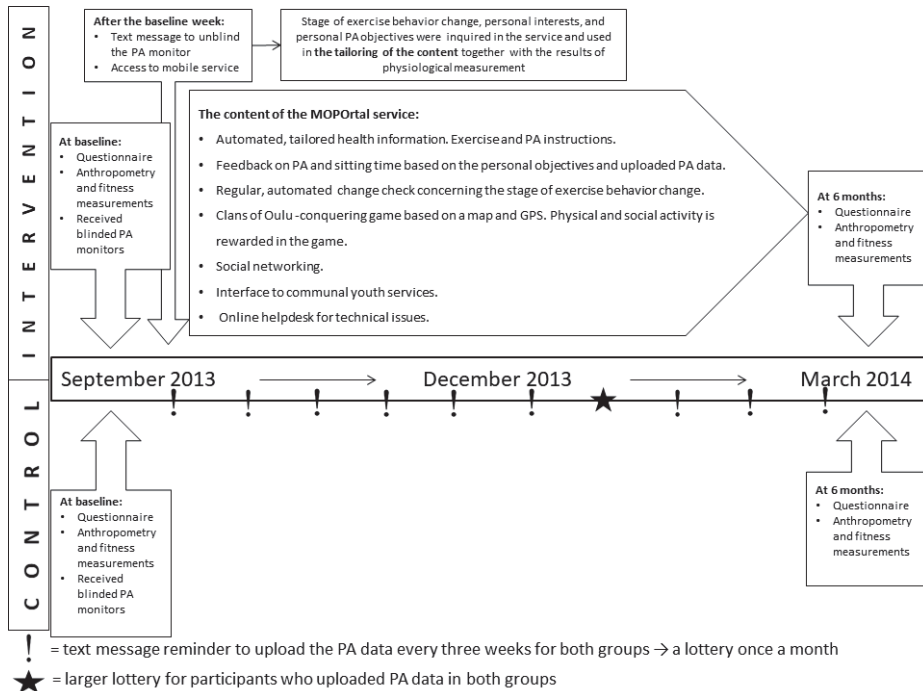 INTERVENTION
After the baseline week:
• Text message to unblind
the PA monitor
• Access to mobile service
Stage of exercise behavior change, personal interests, and
personal PA objectives were inquired in the service and used
in the tailoring of the content together with the results of
physiological measurement
At baseline:
• Questionnaire
• Anthropometry
and fitness
measurements
• Received
blinded PA
monitors
The content of the MOPOrtal service:
• Automated, tailored health information. Exercise and PA instructions.
• Feedback on PA and sitting time based on the personal objectives and uploaded PA data.
• Regular, automated change check concerning the stage of exercise behavior change.
• Clans of Oulu -conquering game based on a map and GPS. Physical and social activity is
rewarded in the game.
• Social networking.
• Interface to communal youth services.
• Online helpdesk for technical issues.
At 6 months:
• Questionnaire
• Anthropometry
and fitness
measurements
September 2013 → December 2013 → March 2014
! ! ! ! ! ! ★ ! ! !
CONTROL
At baseline:
• Questionnaire
• Anthropometry
and fitness
measurements
• Received
blinded PA
monitors
At 6 months:
• Questionnaire
• Anthropometry
and fitness
measurements
! = text message reminder to upload the PA data every three weeks for both groups → a lottery once a month
★ = larger lottery for participants who uploaded PA data in both groups